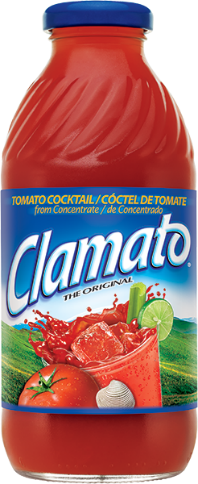 TOMATO COCKTAIL / CÓCTEL DE TOMATE
from Concentrate / de Concentrado
Clamato®
THE ORIGINAL